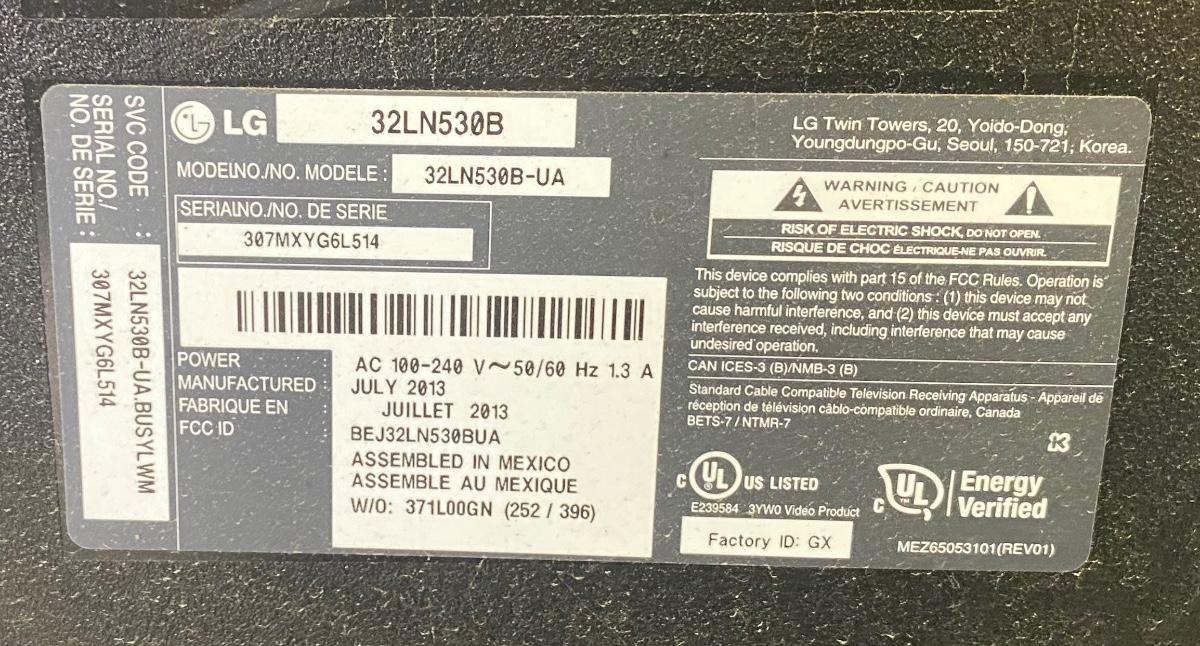 SVC CODE :
SERIAL NO./
NO. DE SERIE :
32LN530B-UA.BUSYLWM
307MXYG6L514
LG 32LN530B
MODELNO./NO. MODELE : 32LN530B-UA
SERIALNO./NO. DE SERIE
307MXYG6L514
POWER AC 100-240 V~50/60 Hz 1.3 A
MANUFACTURED : JULY 2013
FABRIQUE EN : JUILLET 2013
FCC ID BEJ32LN530BUA
ASSEMBLED IN MEXICO
ASSEMBLE AU MEXIQUE
W/O: 371L00GN (252 / 396)
LG Twin Towers, 20, Yoido-Dong,
Youngdungpo-Gu, Seoul, 150-721, Korea.
WARNING / CAUTION
AVERTISSEMENT
RISK OF ELECTRIC SHOCK, DO NOT OPEN.
RISQUE DE CHOC ÉLECTRIQUE-NE PAS OUVRIR.
This device complies with part 15 of the FCC Rules. Operation is
subject to the following two conditions : (1) this device may not
cause harmful interference, and (2) this device must accept any
interference received, including interference that may cause
undesired operation.
CAN ICES-3 (B)/NMB-3 (B)
Standard Cable Compatible Television Receiving Apparatus - Appareil de
réception de télévision câblo-compatible ordinaire, Canada
BETS-7 / NTMR-7
C UL ® US LISTED
E239584 3YW0 Video Product
C UL ™ Energy
Verified
Factory ID: GX
MEZ65053101(REV01)